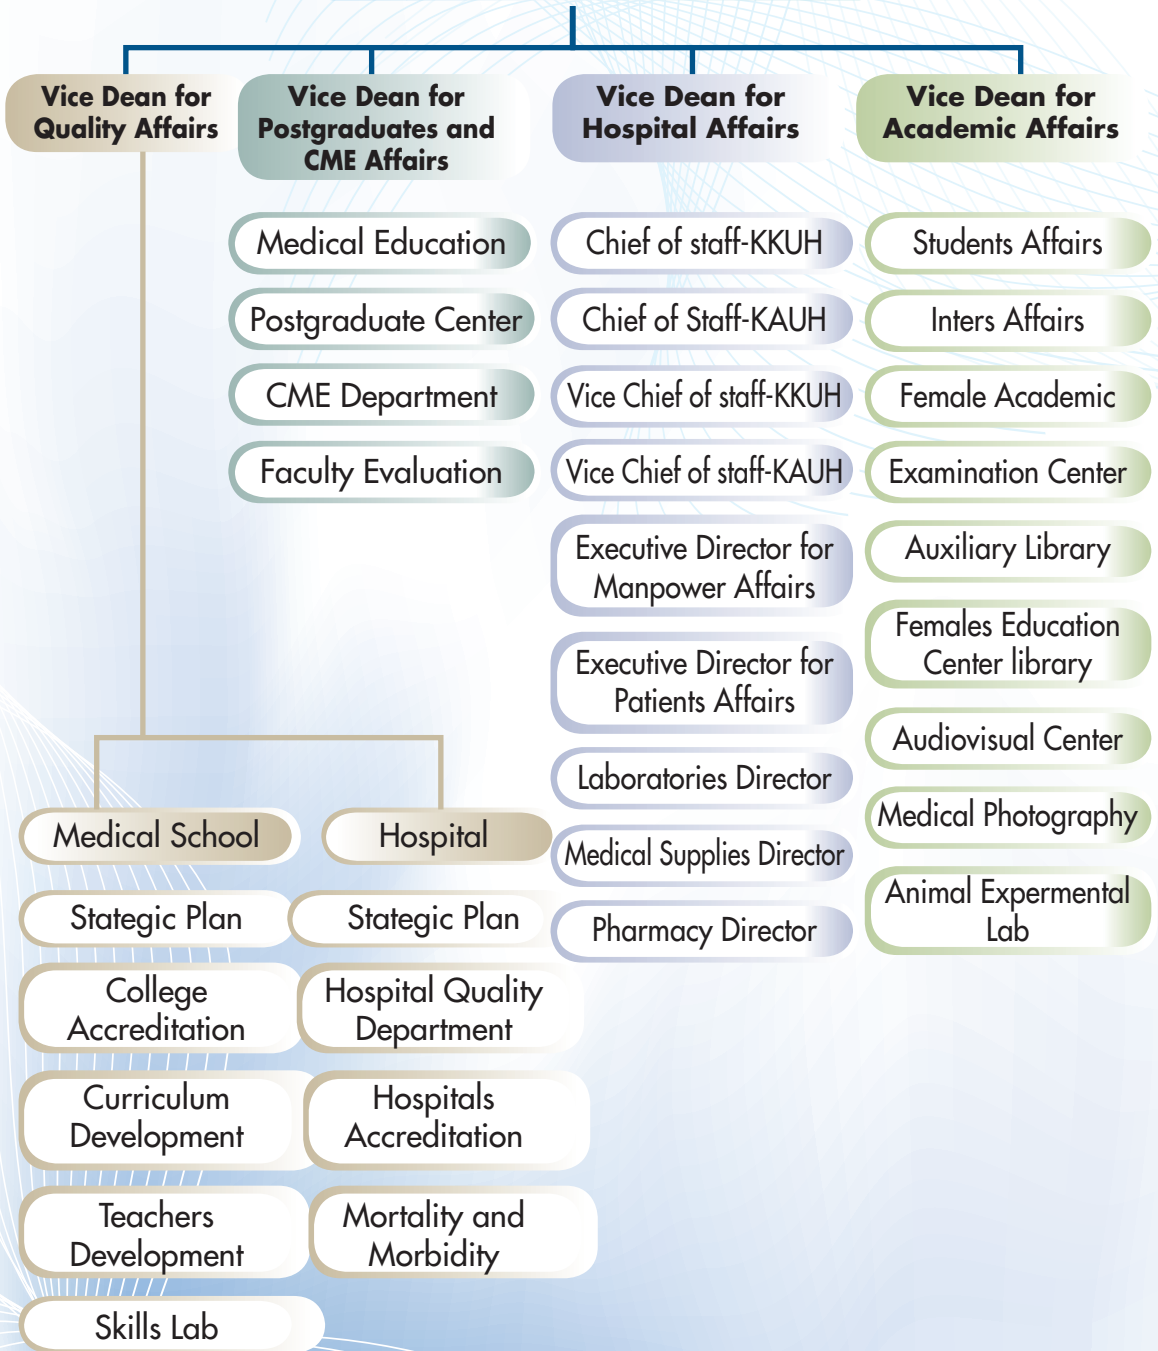 Vice Dean for
Quality Affairs
Vice Dean for
Postgraduates and
CME Affairs
Vice Dean for
Hospital Affairs
Vice Dean for
Academic Affairs
Medical Education
Postgraduate Center
CME Department
Faculty Evaluation
Chief of staff-KKUH
Chief of Staff-KAUH
Vice Chief of staff-KKUH
Vice Chief of staff-KAUH
Executive Director for
Manpower Affairs
Executive Director for
Patients Affairs
Laboratories Director
Medical Supplies Director
Pharmacy Director
Students Affairs
Inters Affairs
Female Academic
Examination Center
Auxiliary Library
Females Education
Center library
Audiovisual Center
Medical Photography
Animal Expermental
Lab
Medical School
Stategic Plan
College
Accreditation
Curriculum
Development
Teachers
Development
Skills Lab
Hospital
Stategic Plan
Hospital Quality
Department
Hospitals
Accreditation
Mortality and
Morbidity